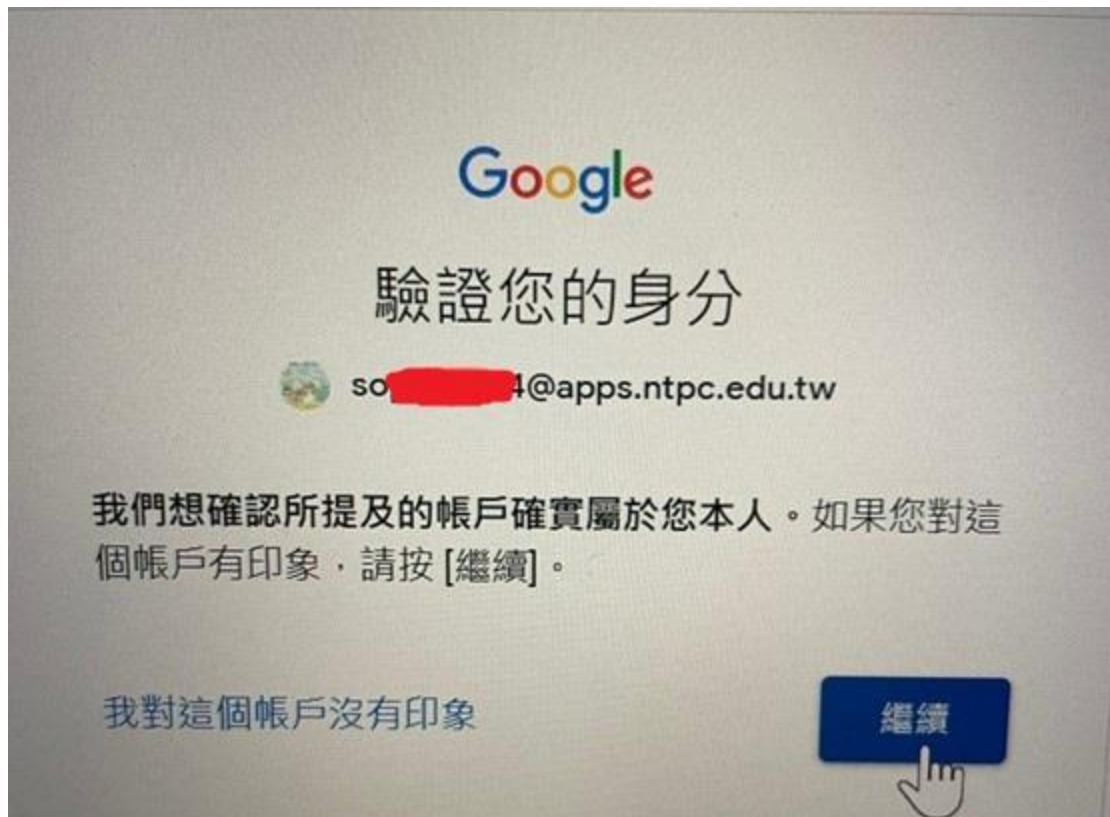 Google
驗證您的身分
so 4@apps.ntpc.edu.tw
我們想確認所提及的帳戶確實屬於您本人。如果您對這
個帳戶有印象，請按 [繼續]。
我對這個帳戶沒有印象
繼續